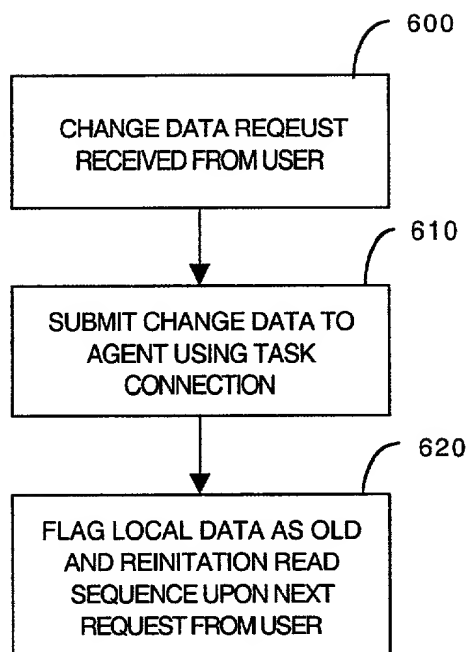 600
CHANGE DATA REQEUST
RECEIVED FROM USER
610
SUBMIT CHANGE DATA TO
AGENT USING TASK
CONNECTION
620
FLAG LOCAL DATA AS OLD
AND REINITATION READ
SEQUENCE UPON NEXT
REQUEST FROM USER